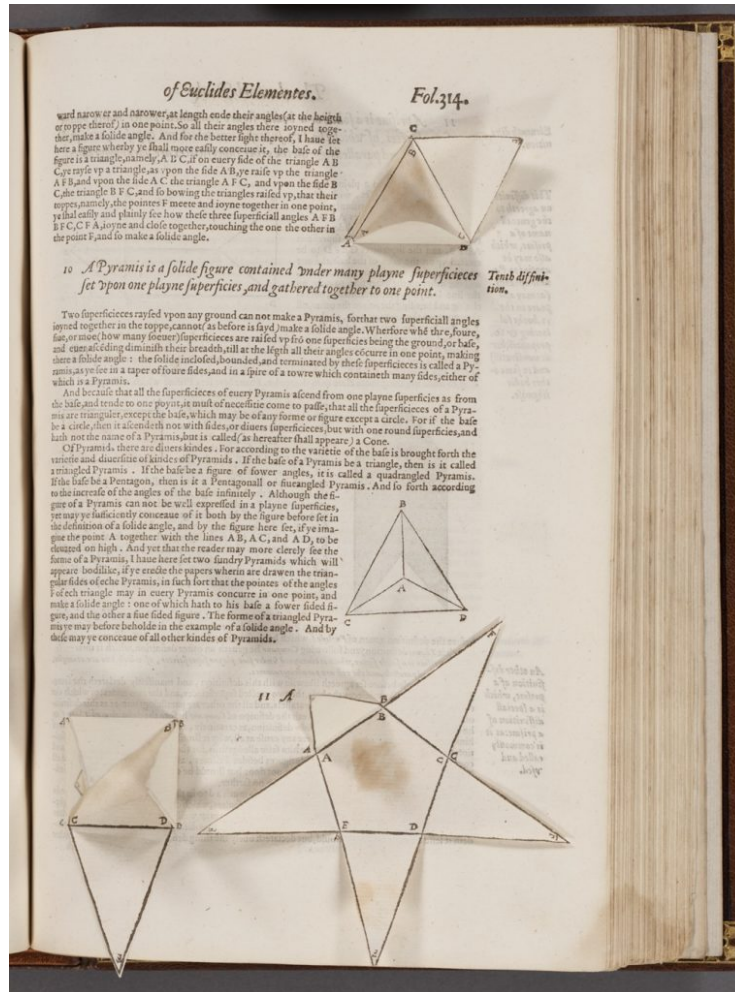 of Euclides Elementes.
Fol.314.
ward narower and narower,at length ende their angles(at the heigth
er toppe therof) in one point.So all their angles there ioyned toge-
ther,make a solide angle. And for the better sight thereof, I haue set
here a figure wherby ye shall more easily conceiue it, the base of the
figure is a triangle,namely,A B C,if on euery side of the triangle A B
C,ye rayse vp a triangle,as vpon the side A B,ye raise vp the triangle
A F B,and vpon the side A C the triangle A F C, and vpon the side B
C,the triangle B F C,and so bowing the triangles raised vp,that their
toppes,namely,the pointes F meete and ioyne together in one point,
ye shal easily and plainly see how these three superficiall angles A F B
B F C,C F A,ioyne and close together,touching the one the other in
the point F,and so make a solide angle.
C
B
A
F
C
D
10 A Pyramis is a solide figure contained vnder many playne superficieces
set vpon one playne superficies,and gathered together to one point.
Tenth diffini-
tion.
Two superficieces raysed vpon any ground can not make a Pyramis, forthat two superficiall angles
ioyned together in the toppe,cannot( as before is sayd)make a solide angle. Wherfore whē thre,foure,
fiue,or moe(how many soeuer)superficieces are raised vp frō one superficies being the ground,or base,
and euer ascēding diminish their breadth,till at the lēgth all their angles cōcurre in one point, making
there a solide angle : the solide inclosed,bounded,and terminated by these superficieces is called a Py-
ramis,as ye see in a taper of foure sides,and in a spire of a towre which containeth many sides,either of
which is a Pyramis.
And because that all the superficieces of euery Pyramis ascend from one playne superficies as from
the base,and tende to one poynt,it must of necessitie come to passe,that all the superficieces of a Pyra-
mis are trianguler,except the base,which may be of any forme or figure except a circle. For if the base
be a circle,then it ascendeth not with sides,or diuers superficieces,but with one round superficies,and
hath not the name of a Pyramis,but is called(as hereafter shall appeare) a Cone.
Of Pyramids. there are diuers kindes . For according to the varietie of the base is brought forth the
varietie and diuersitie of kindes of Pyramids . If the base of a Pyramis be a triangle, then is it called
a triangled Pyramis . If the base be a figure of fower angles, it is called a quadrangled Pyramis.
If the base be a Pentagon, then is it a Pentagonall or fiueangled Pyramis . And so forth according
to the increase of the angles of the base infinitely . Although the fi-
gure of a Pyramis can not be well expressed in a playne superficies,
yet may ye sufficiently conceaue of it both by the figure before set in
the definition of a solide angle, and by the figure here set, if ye ima-
gine the point A together with the lines A B, A C, and A D, to be
eleuated on high . And yet that the reader may more clerely see the
forme of a Pyramis, I haue here set two sundry Pyramids which will
appeare bodilike, if ye erecte the papers wherin are drawen the trian-
gular sides of eche Pyramis, in such sort that the pointes of the angles
F of ech triangle may in euery Pyramis concurre in one point, and
make a solide angle : one of which hath to his base a fower sided fi-
gure, and the other a fiue sided figure . The forme of a triangled Pyra-
mis ye may before beholde in the example of a solide angle . And by
these may ye conceaue of all other kindes of Pyramids.
B
A
C
D
11 A
B
B
A
A
C
C
E
D
F
B
C
C
D
D
F